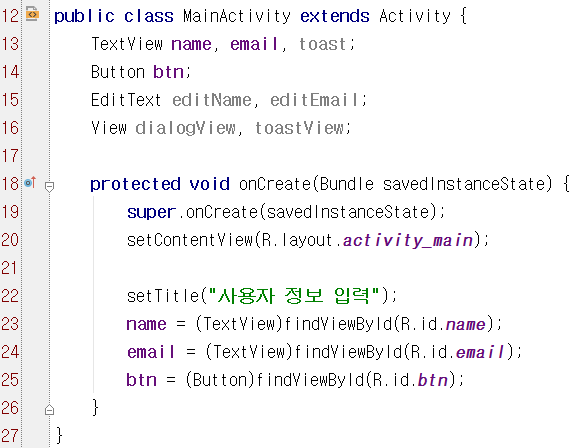 12 public class MainActivity extends Activity {
13 TextView name, email, toast;
14 Button btn;
15 EditText editName, editEmail;
16 View dialogView, toastView;
17
18 protected void onCreate(Bundle savedInstanceState) {
19 super.onCreate(savedInstanceState);
20 setContentView(R.layout.activity_main);
21
22 setTitle("사용자 정보 입력");
23 name = (TextView)findViewById(R.id.name);
24 email = (TextView)findViewById(R.id.email);
25 btn = (Button)findViewById(R.id.btn);
26 }
27 }